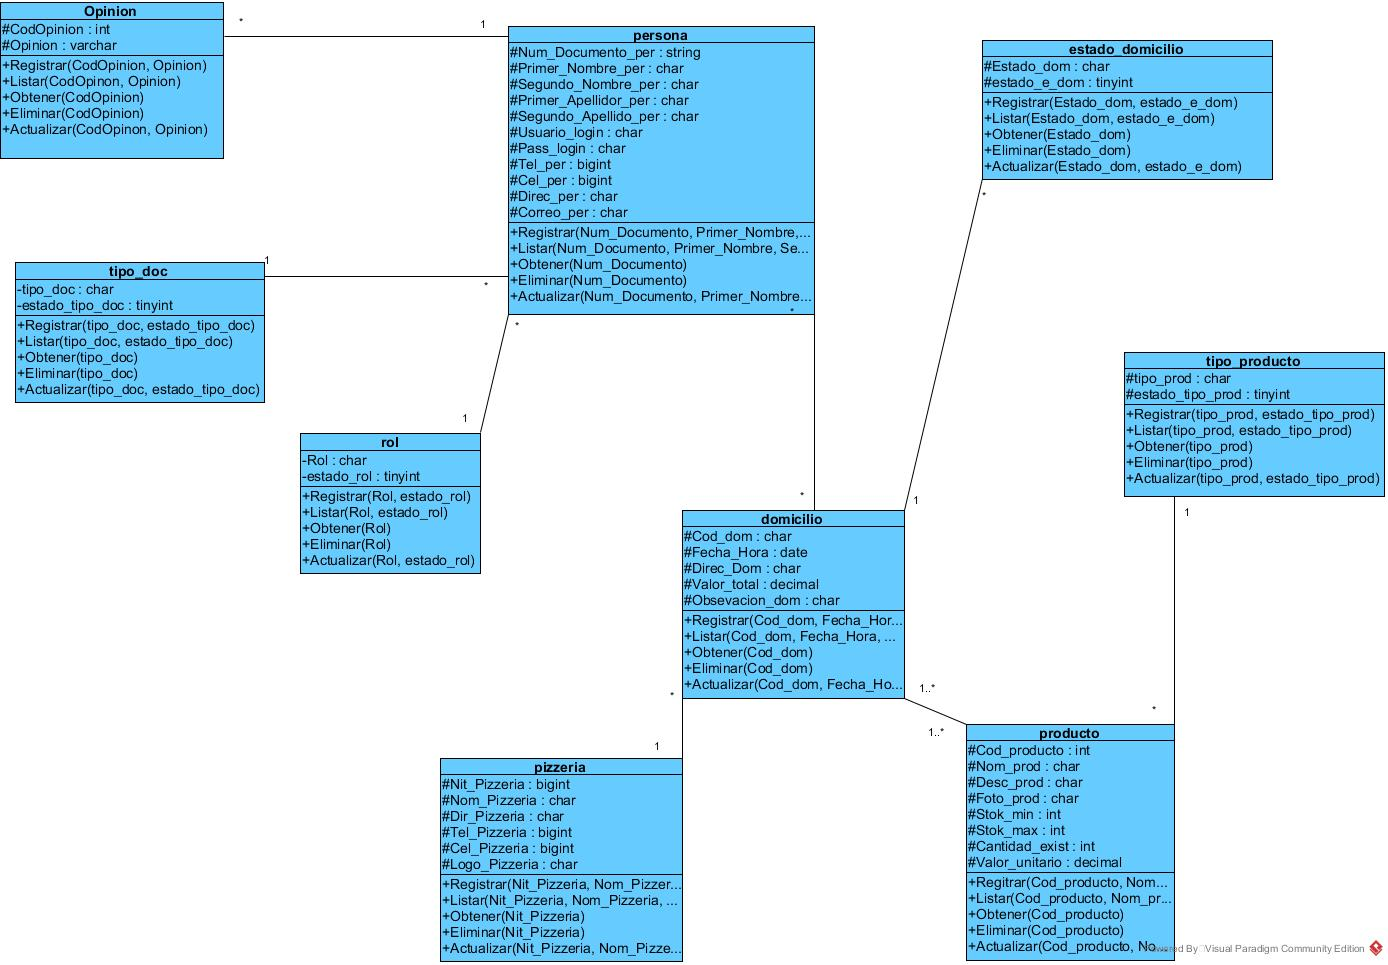 Opinion
#CodOpinion : int
#Opinion : varchar
+Registrar(CodOpinon, Opinion)
+Listar(CodOpinon, Opinion)
+Obtener(CodOpinion)
+Eliminar(CodOpinion)
+Actualizar(CodOpinon, Opinion)
*
1
persona
#Num_Documento_per : string
#Primer_Nombre_per : char
#Segundo_Nombre_per : char
#Primer_Apellidor_per : char
#Segundo_Apellido_per : char
#Usuario_login : char
#Pass_login : char
#Tel_per : bigint
#Cel_per : bigint
#Direc_per : char
#Correo_per : char
+Registrar(Num_Documento, Primer_Nombre,...
+Listar(Num_Documento, Primer_Nombre, Se...
+Obtener(Num_Documento)
+Eliminar(Num_Documento)
+Actualizar(Num_Documento, Primer_Nombre...
*
estado_domicilio
#Estado_dom : char
#estado_e_dom : tinyint
+Registrar(Estado_dom, estado_e_dom)
+Listar(Estado_dom, estado_e_dom)
+Obtener(Estado_dom)
+Eliminar(Estado_dom)
+Actualizar(Estado_dom, estado_e_dom)
*
1
*
tipo_doc
-tipo_doc : char
-estado_tipo_doc : tinyint
+Registrar(tipo_doc, estado_tipo_doc)
+Listar(tipo_doc, estado_tipo_doc)
+Obtener(tipo_doc)
+Eliminar(tipo_doc)
+Actualizar(tipo_doc, estado_tipo_doc)
*
1
rol
-Rol : char
-estado_rol : tinyint
+Registrar(Rol, estado_rol)
+Listar(Rol, estado_rol)
+Obtener(Rol)
+Eliminar(Rol)
+Actualizar(Rol, estado_rol)
tipo_producto
#tipo_prod : char
#estado_tipo_prod : tinyint
+Registrar(tipo_prod, estado_tipo_prod)
+Listar(tipo_prod, estado_tipo_prod)
+Obtener(tipo_prod)
+Eliminar(tipo_prod)
+Actualizar(tipo_prod, estado_tipo_prod)
*
1
1
domicilio
#Cod_dom : char
#Fecha_Hora : date
#Direc_Dom : char
#Valor_total : decimal
#Obsevacion_dom : char
+Registrar(Cod_dom, Fecha_Hor...
+Listar(Cod_dom, Fecha_Hora, ...
+Obtener(Cod_dom)
+Eliminar(Cod_dom)
+Actualizar(Cod_dom, Fecha_Ho...
*
1..*
*
1..*
1
pizzeria
#Nit_Pizzeria : bigint
#Nom_Pizzeria : char
#Dir_Pizzeria : char
#Tel_Pizzeria : bigint
#Cel_Pizzeria : bigint
#Logo_Pizzeria : char
+Registrar(Nit_Pizzeria, Nom_Pizzer...
+Listar(Nit_Pizzeria, Nom_Pizzeria, ...
+Obtener(Nit_Pizzeria)
+Eliminar(Nit_Pizzeria)
+Actualizar(Nit_Pizzeria, Nom_Pizze...
producto
#Cod_producto : int
#Nom_prod : char
#Desc_prod : char
#Foto_prod : char
#Stok_min : int
#Stok_max : int
#Cantidad_exist : int
#Valor_unitario : decimal
+Regitrar(Cod_producto, Nom...
+Listar(Cod_producto, Nom_pr...
+Obtener(Cod_producto)
+Eliminar(Cod_producto)
+Actualizar(Cod_producto, No...
Powered By Visual Paradigm Community Edition